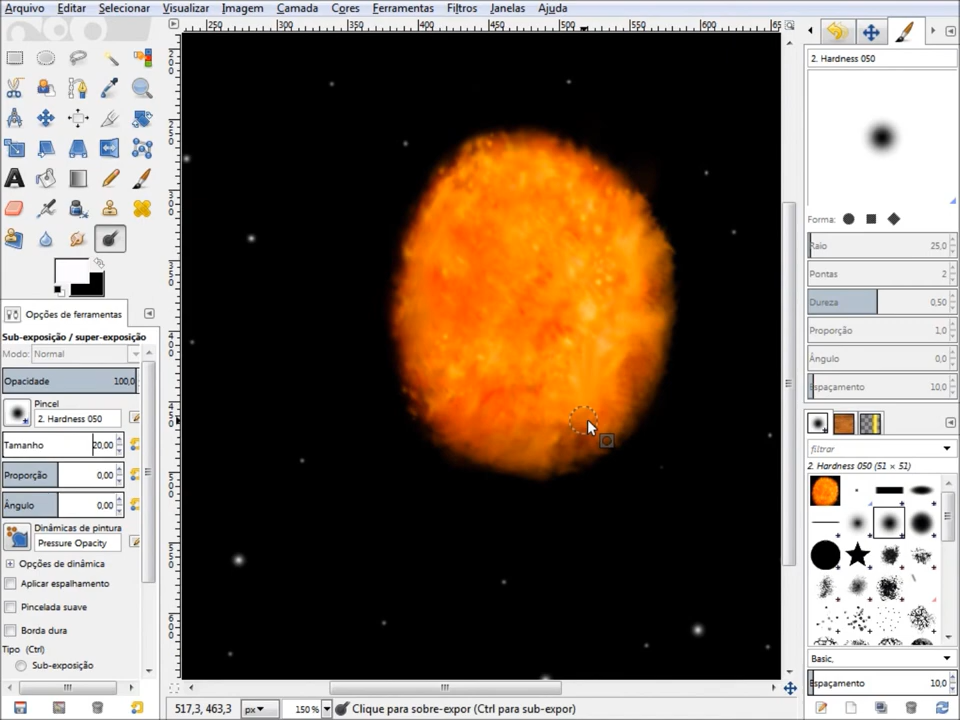 Arquivo Editar Selecionar Visualizar Imagem Camada Cores Ferramentas Filtros Janelas Ajuda
250 300 350 400 450 500 550 600 65
2. Hardness 050
Forma:
Raio 25,0
Pontas 2
Dureza 0,50
Proporção 1,0
Ângulo 0,0
Espaçamento 10,0
Opções de ferramentas
Sub-exposição / super-exposição
Modo: Normal
Opacidade 100,0
Pincel
2. Hardness 050
Tamanho 20,00
Proporção 0,00
Ângulo 0,00
Dinâmicas de pintura
Pressure Opacity
Opções de dinâmica
Aplicar espalhamento
Pincelada suave
Borda dura
Tipo (Ctrl)
Sub-exposição
filtrar
2. Hardness 050 (51 × 51)
Basic,
Espaçamento 10,0
517,3, 463,3 px 150 % Clique para sobre-expor (Ctrl para sub-expor)